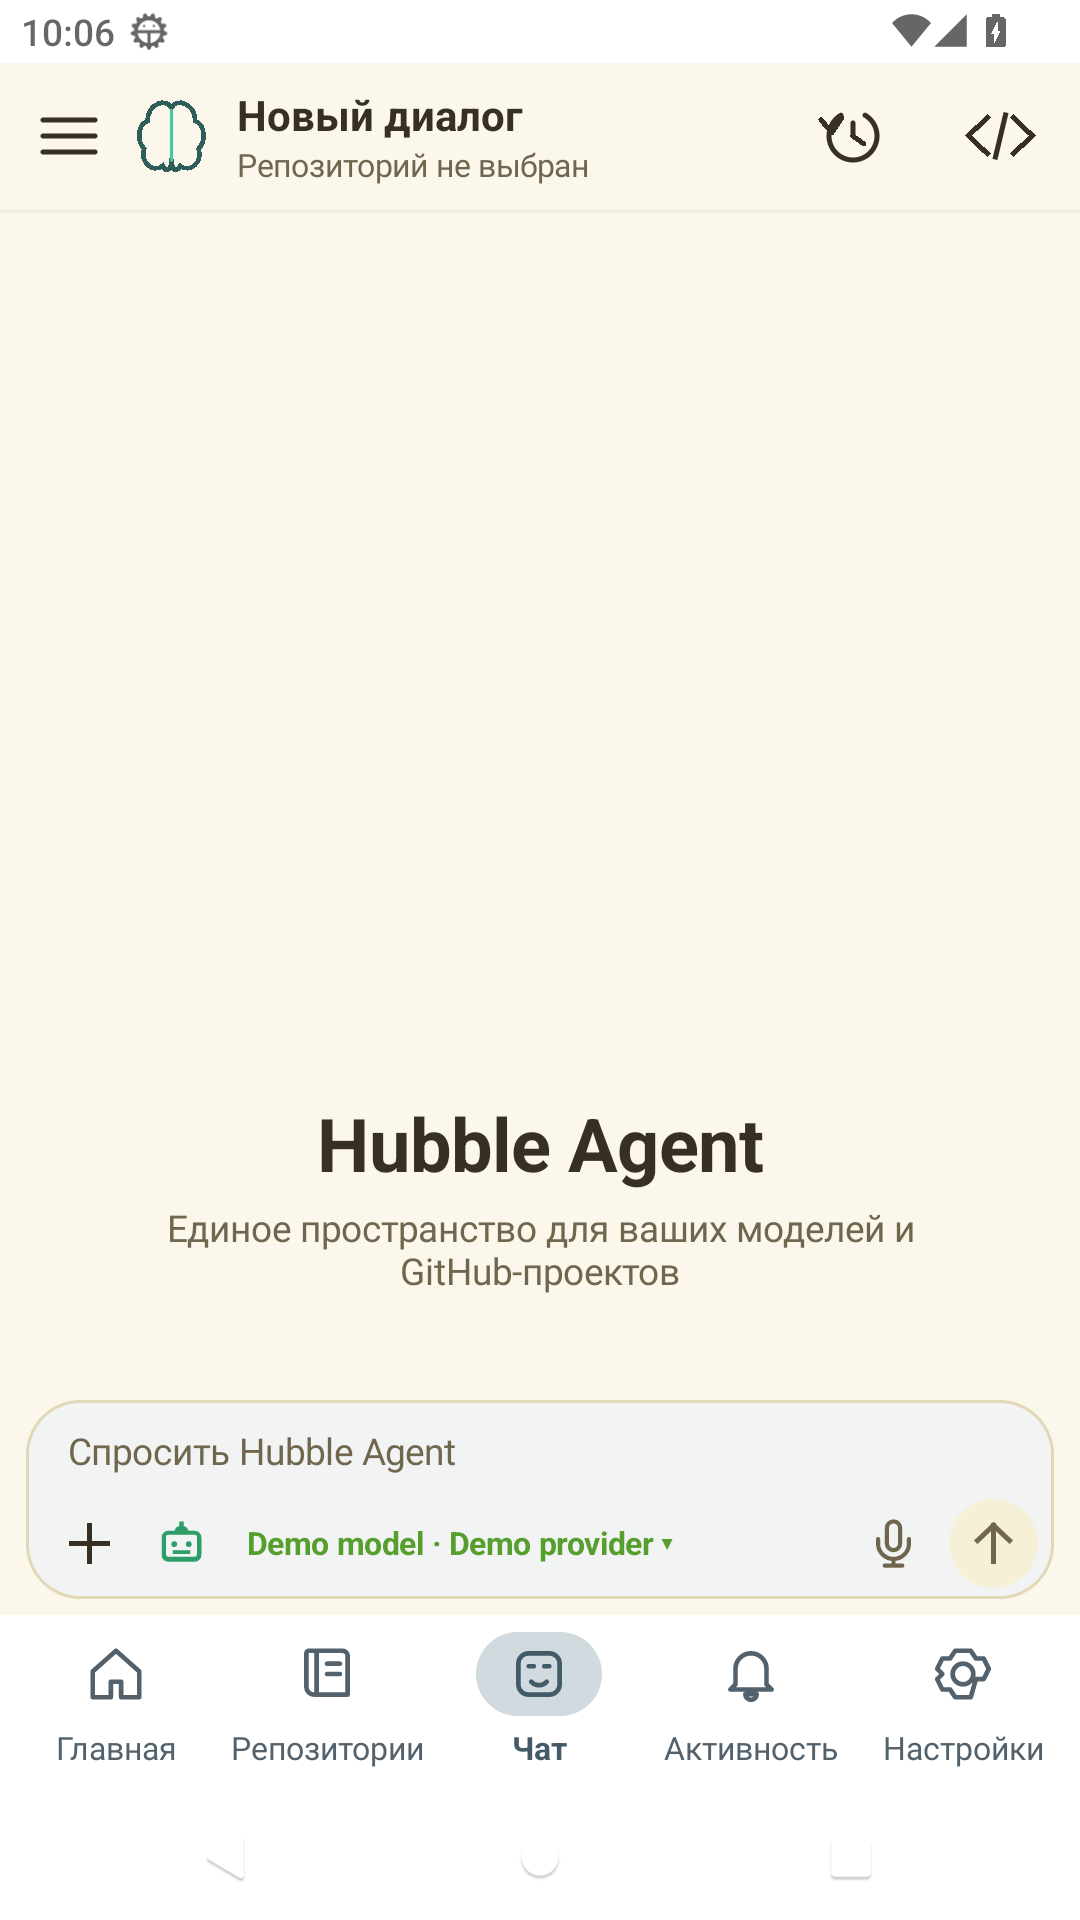 10:06
Новый диалог
Репозиторий не выбран
Hubble Agent
Единое пространство для ваших моделей и
GitHub-проектов
Спросить Hubble Agent
Demo model · Demo provider ▾
Главная
Репозитории
Чат
Активность
Настройки